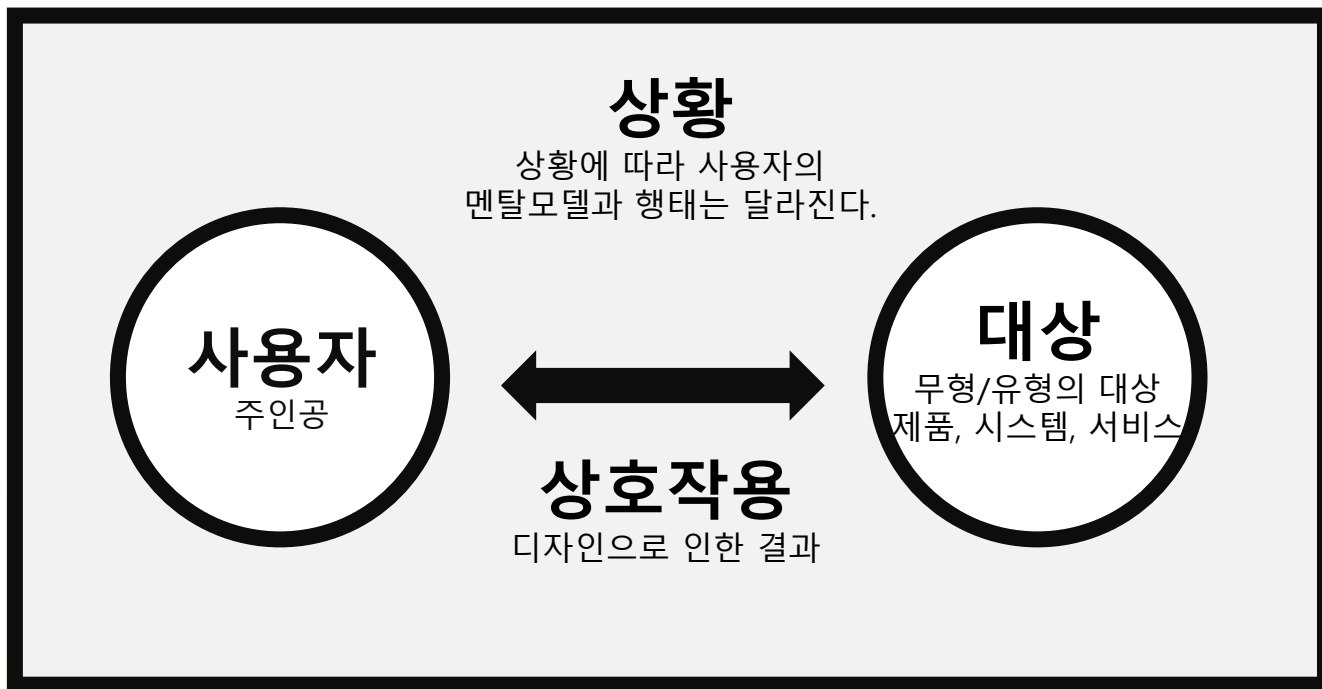 상황
상황에 따라 사용자의
멘탈모델과 행태는 달라진다.
사용자
주인공
대상
무형/유형의 대상
제품, 시스템, 서비스
상호작용
디자인으로 인한 결과